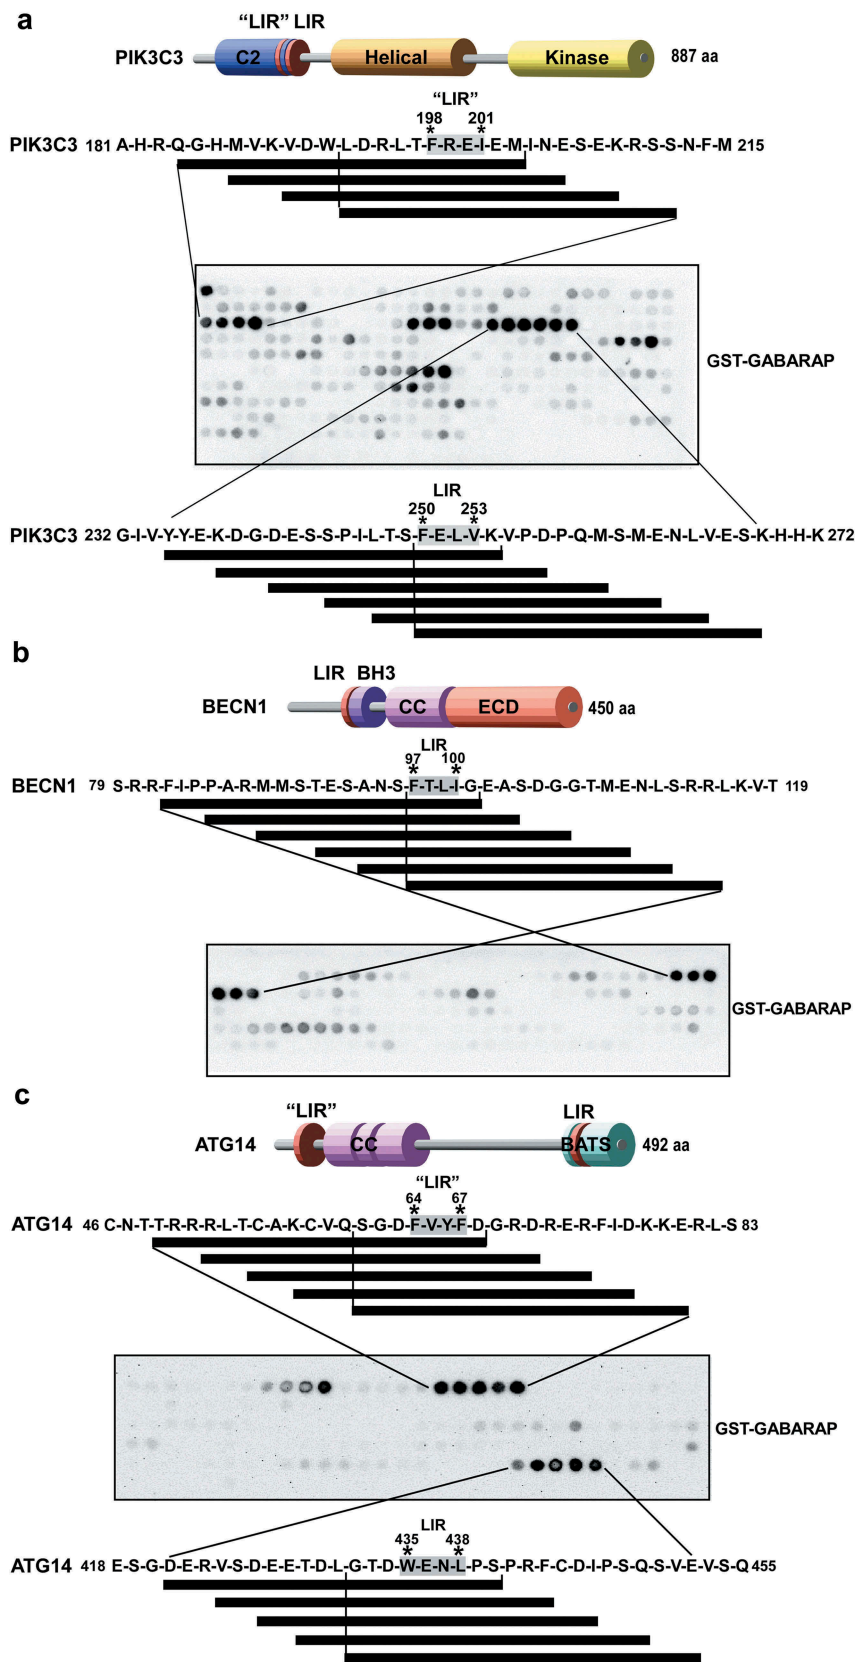 a
“LIR” LIR
PIK3C3 C2 Helical Kinase 887 aa
“LIR”
198 201
* *
PIK3C3 181 A-H-R-Q-G-H-M-V-K-V-D-W-L-D-R-L-T-F-R-E-I-E-M-I-N-E-S-E-K-R-S-S-N-F-M 215
GST-GABARAP
LIR
250 253
* *
PIK3C3 232 G-I-V-Y-Y-E-K-D-G-D-E-S-S-P-I-L-T-S-F-E-L-V-K-V-P-D-P-Q-M-S-M-E-N-L-V-E-S-K-H-H-K 272
b
LIR BH3
BECN1 CC ECD 450 aa
LIR
97 100
* *
BECN1 79 S-R-R-F-I-P-P-A-R-M-M-S-T-E-S-A-N-S-F-T-L-I-G-E-A-S-D-G-G-T-M-E-N-L-S-R-R-L-K-V-T 119
GST-GABARAP
c
“LIR” LIR
ATG14 CC BATS 492 aa
“LIR”
64 67
* *
ATG14 46 C-N-T-T-R-R-R-L-T-C-A-K-C-V-Q-S-G-D-F-V-Y-F-D-G-R-D-R-E-R-F-I-D-K-K-E-R-L-S 83
GST-GABARAP
LIR
435 438
* *
ATG14 418 E-S-G-D-E-R-V-S-D-E-E-T-D-L-G-T-D-W-E-N-L-P-S-P-R-F-C-D-I-P-S-Q-S-V-E-V-S-Q 455